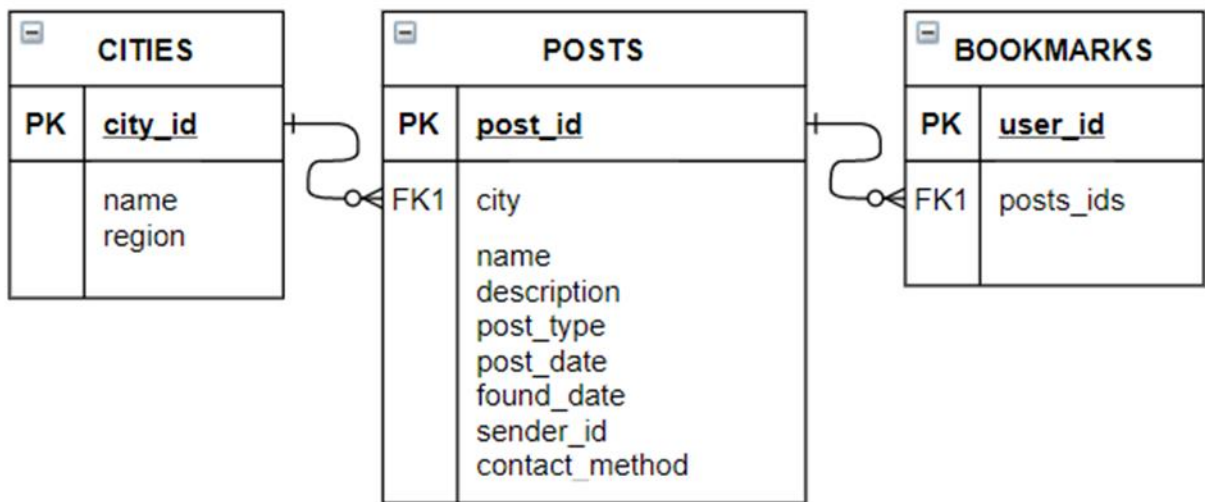 CITIES
PK city_id
name
region
POSTS
PK post_id
FK1 city
name
description
post_type
post_date
found_date
sender_id
contact_method
BOOKMARKS
PK user_id
FK1 posts_ids